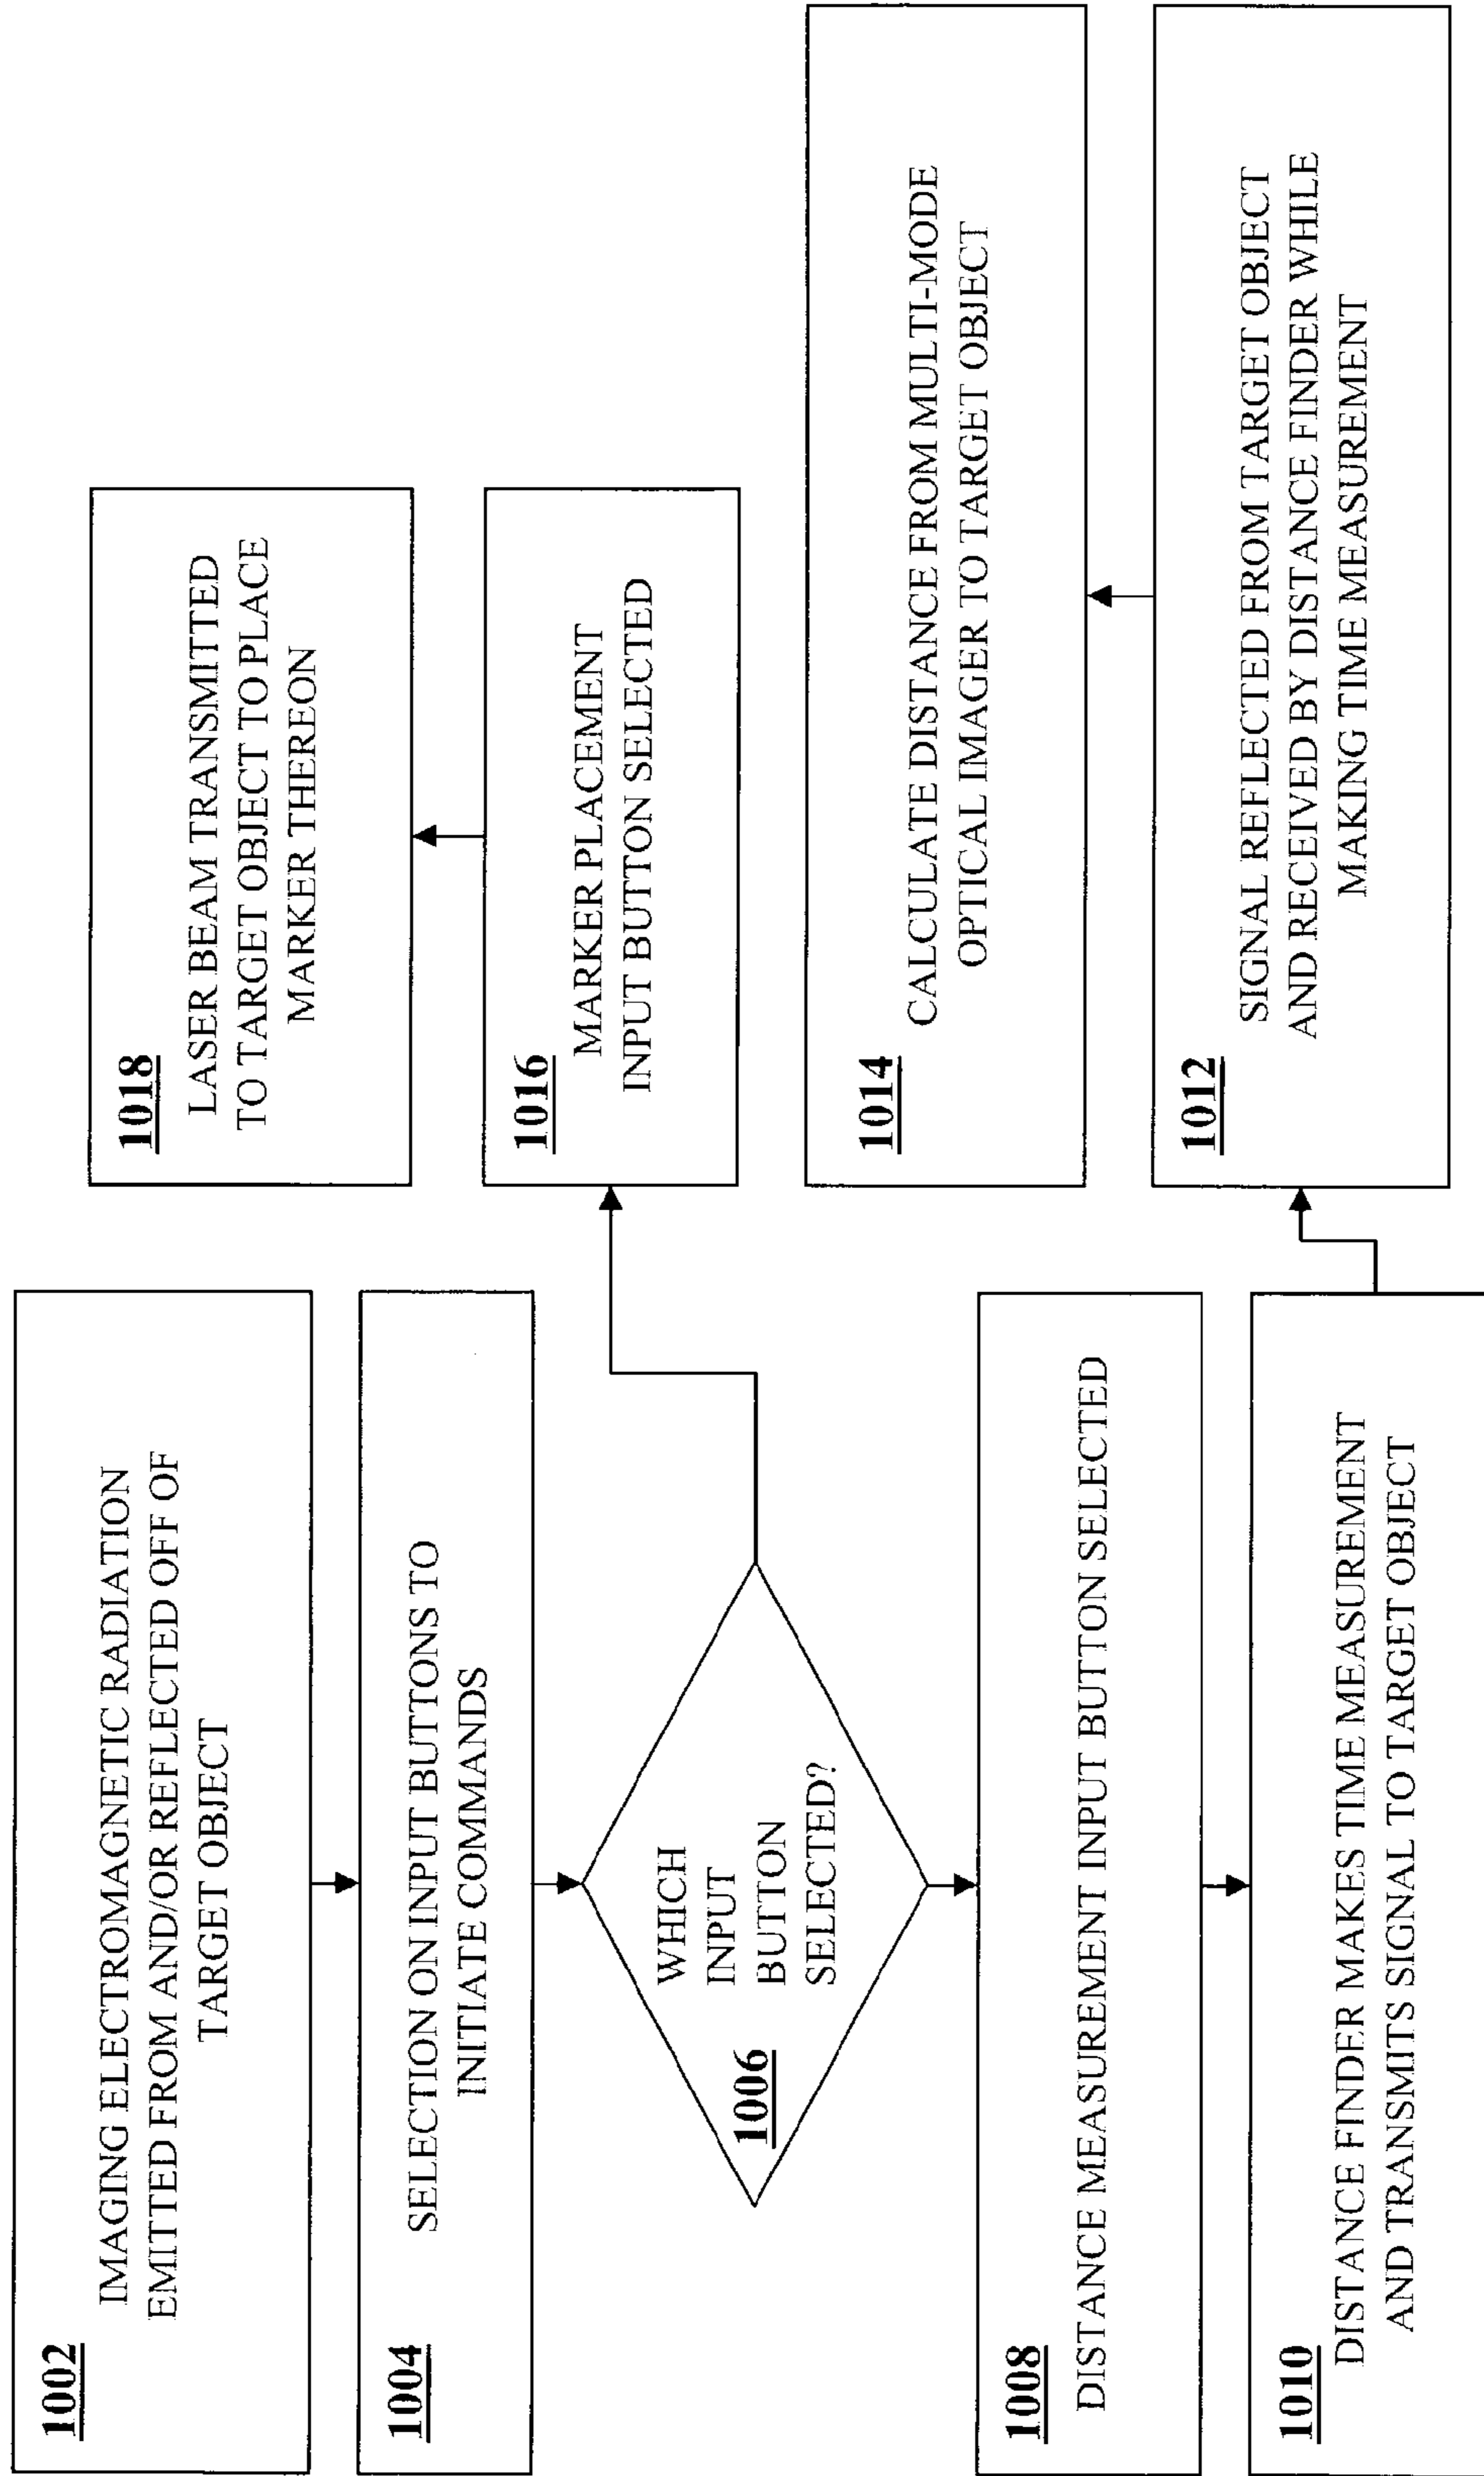 1002
IMAGING ELECTROMAGNETIC RADIATION
EMITTED FROM AND/OR REFLECTED OFF OF
TARGET OBJECT
1004
SELECTION ON INPUT BUTTONS TO
INITIATE COMMANDS
1006
WHICH
INPUT
BUTTON
SELECTED?
1008
DISTANCE MEASUREMENT INPUT BUTTON SELECTED
1010
DISTANCE FINDER MAKES TIME MEASUREMENT
AND TRANSMITS SIGNAL TO TARGET OBJECT
1012
SIGNAL REFLECTED FROM TARGET OBJECT
AND RECEIVED BY DISTANCE FINDER WHILE
MAKING TIME MEASUREMENT
1014
CALCULATE DISTANCE FROM MULTI-MODE
OPTICAL IMAGER TO TARGET OBJECT
1016
MARKER PLACEMENT
INPUT BUTTON SELECTED
1018
LASER BEAM TRANSMITTED
TO TARGET OBJECT TO PLACE
MARKER THEREON